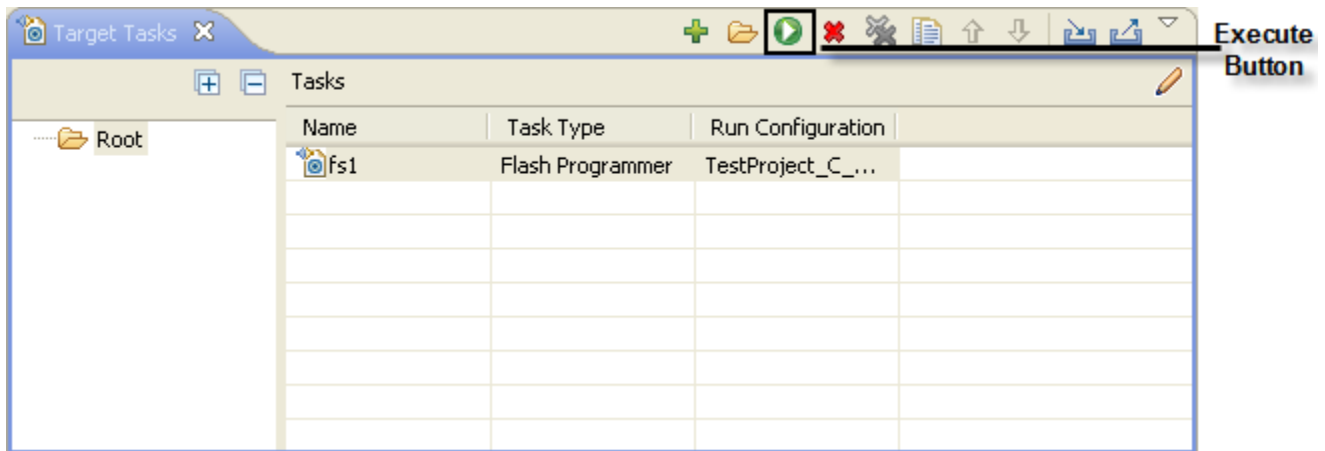 Target Tasks
Execute
Button
Tasks
Root
Name Task Type Run Configuration
fs1 Flash Programmer TestProject_C_...